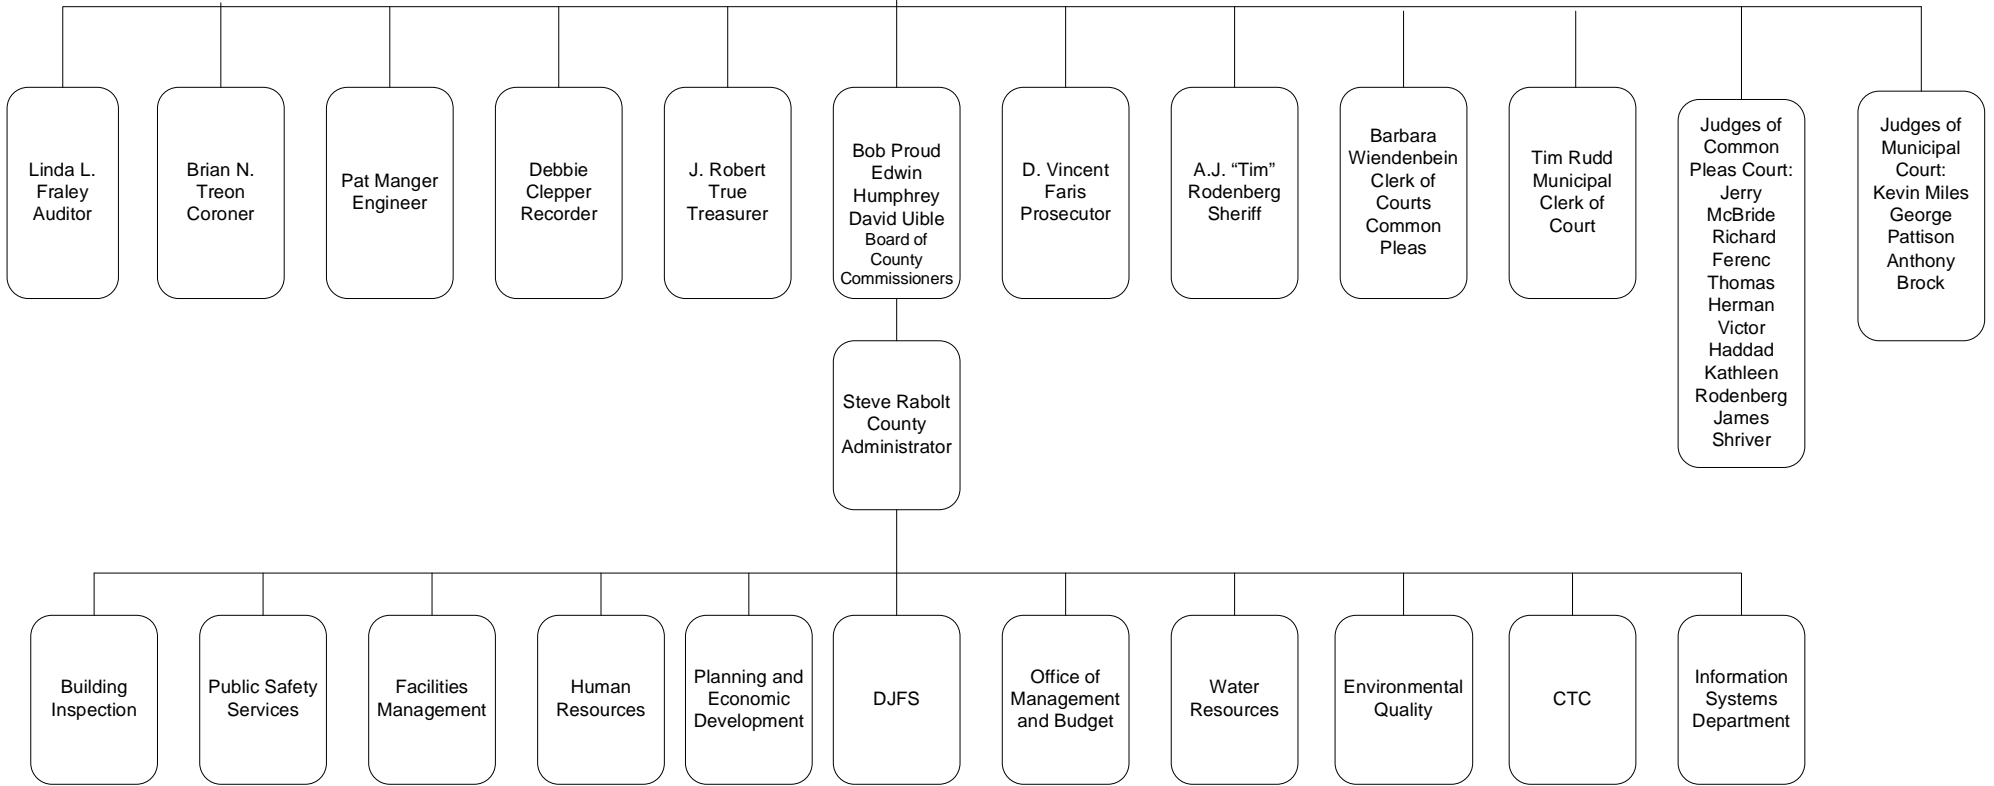 Linda L.
Fraley
Auditor
Brian N.
Treon
Coroner
Pat Manger
Engineer
Debbie
Clepper
Recorder
J. Robert
True
Treasurer
Bob Proud
Edwin
Humphrey
David Uible
Board of
County
Commissioners
D. Vincent
Faris
Prosecutor
A.J. “Tim”
Rodenberg
Sheriff
Barbara
Wiendenbein
Clerk of
Courts
Common
Pleas
Tim Rudd
Municipal
Clerk of
Court
Judges of
Common
Pleas Court:
Jerry
McBride
Richard
Ferenc
Thomas
Herman
Victor
Haddad
Kathleen
Rodenberg
James
Shriver
Judges of
Municipal
Court:
Kevin Miles
George
Pattison
Anthony
Brock
Steve Rabolt
County
Administrator
Building
Inspection
Public Safety
Services
Facilities
Management
Human
Resources
Planning and
Economic
Development
DJFS
Office of
Management
and Budget
Water
Resources
Environmental
Quality
CTC
Information
Systems
Department